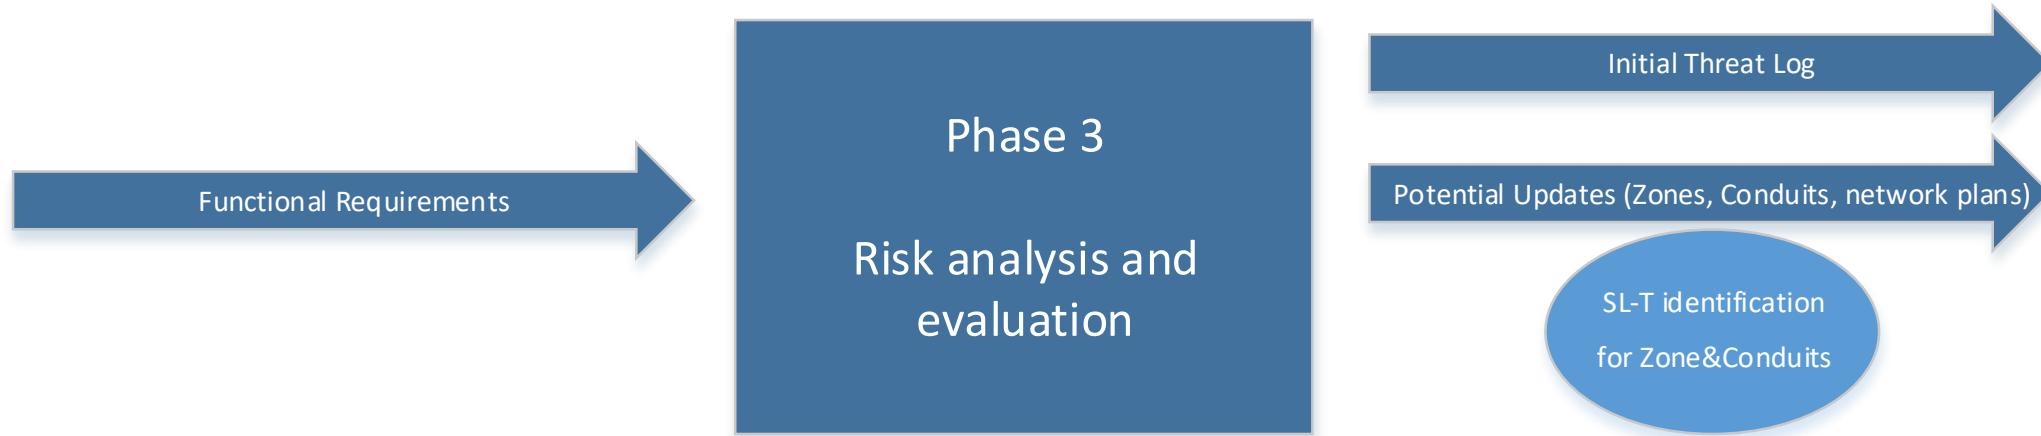 Functional Requirements
Phase 3
Risk analysis and
evaluation
Initial Threat Log
Potential Updates (Zones, Conduits, network plans)
SL-T identification
for Zone&Conduits